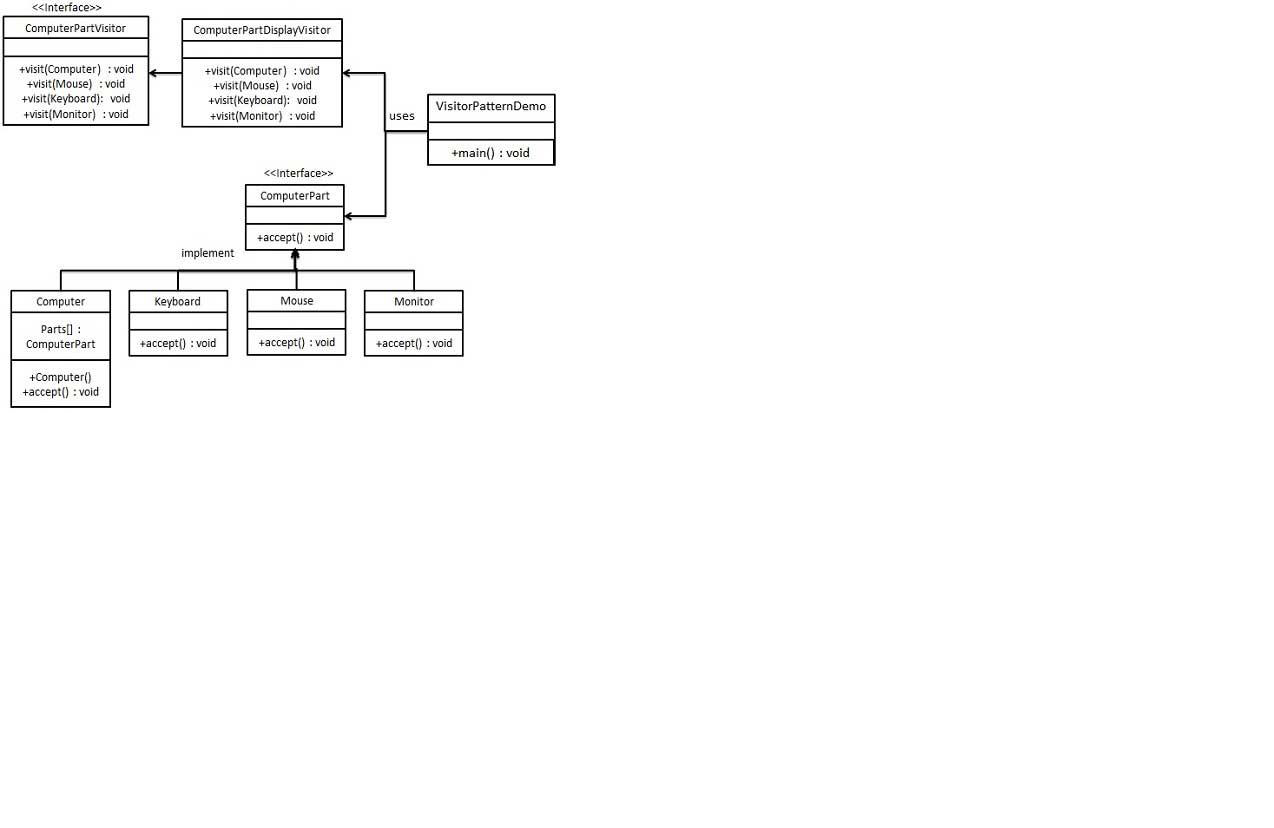 <<Interface>>
ComputerPartVisitor
+visit(Computer) : void
+visit(Mouse) : void
+visit(Keyboard): void
+visit(Monitor) : void
ComputerPartDisplayVisitor
+visit(Computer) : void
+visit(Mouse) : void
+visit(Keyboard): void
+visit(Monitor) : void
uses
VisitorPatternDemo
+main() : void
<<Interface>>
ComputerPart
+accept() : void
implement
Computer
Parts[] :
ComputerPart
+Computer()
+accept() : void
Keyboard
+accept() : void
Mouse
+accept() : void
Monitor
+accept() : void